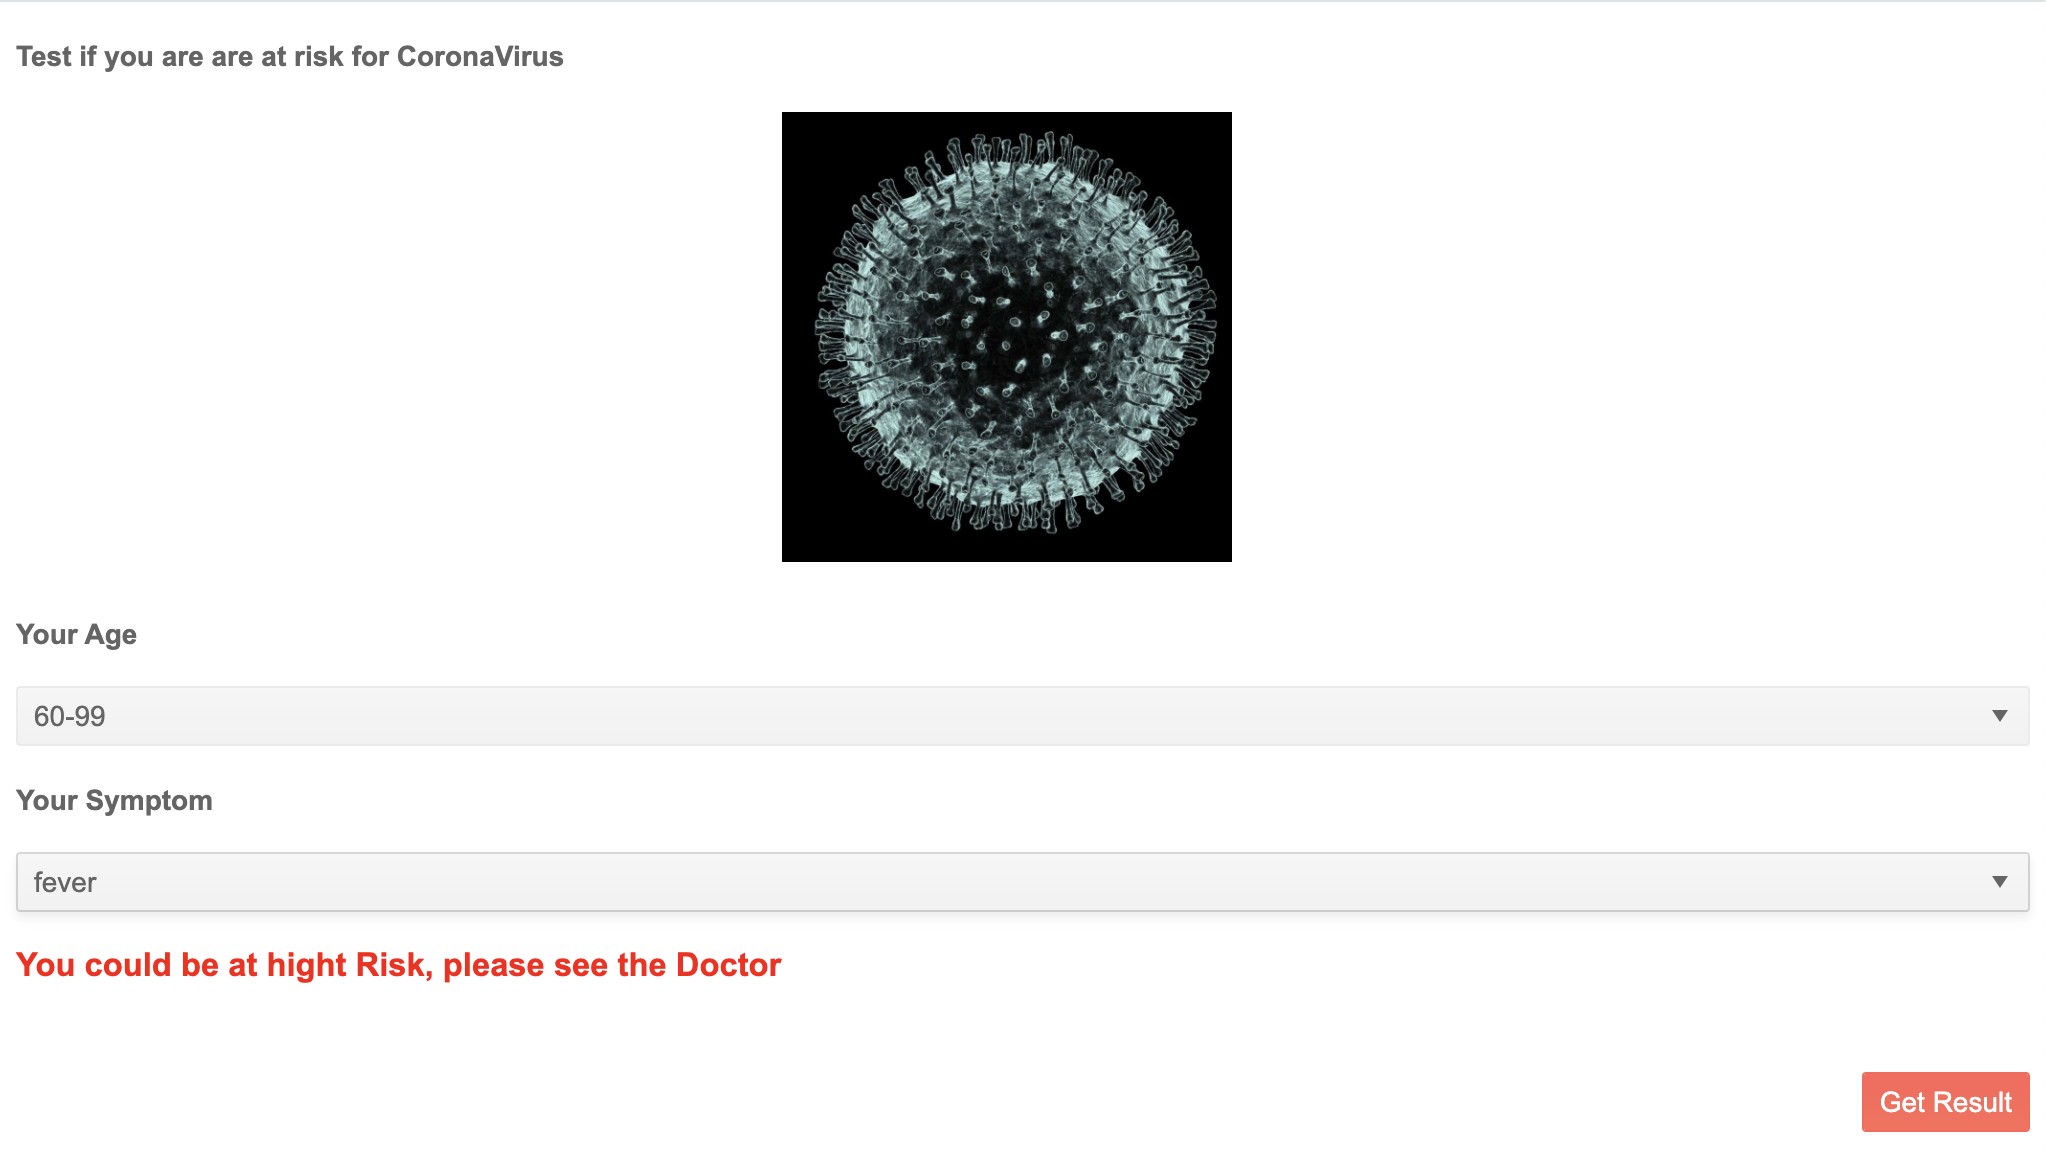 Test if you are are at risk for CoronaVirus
Your Age
60-99
Your Symptom
fever
You could be at hight Risk, please see the Doctor
Get Result